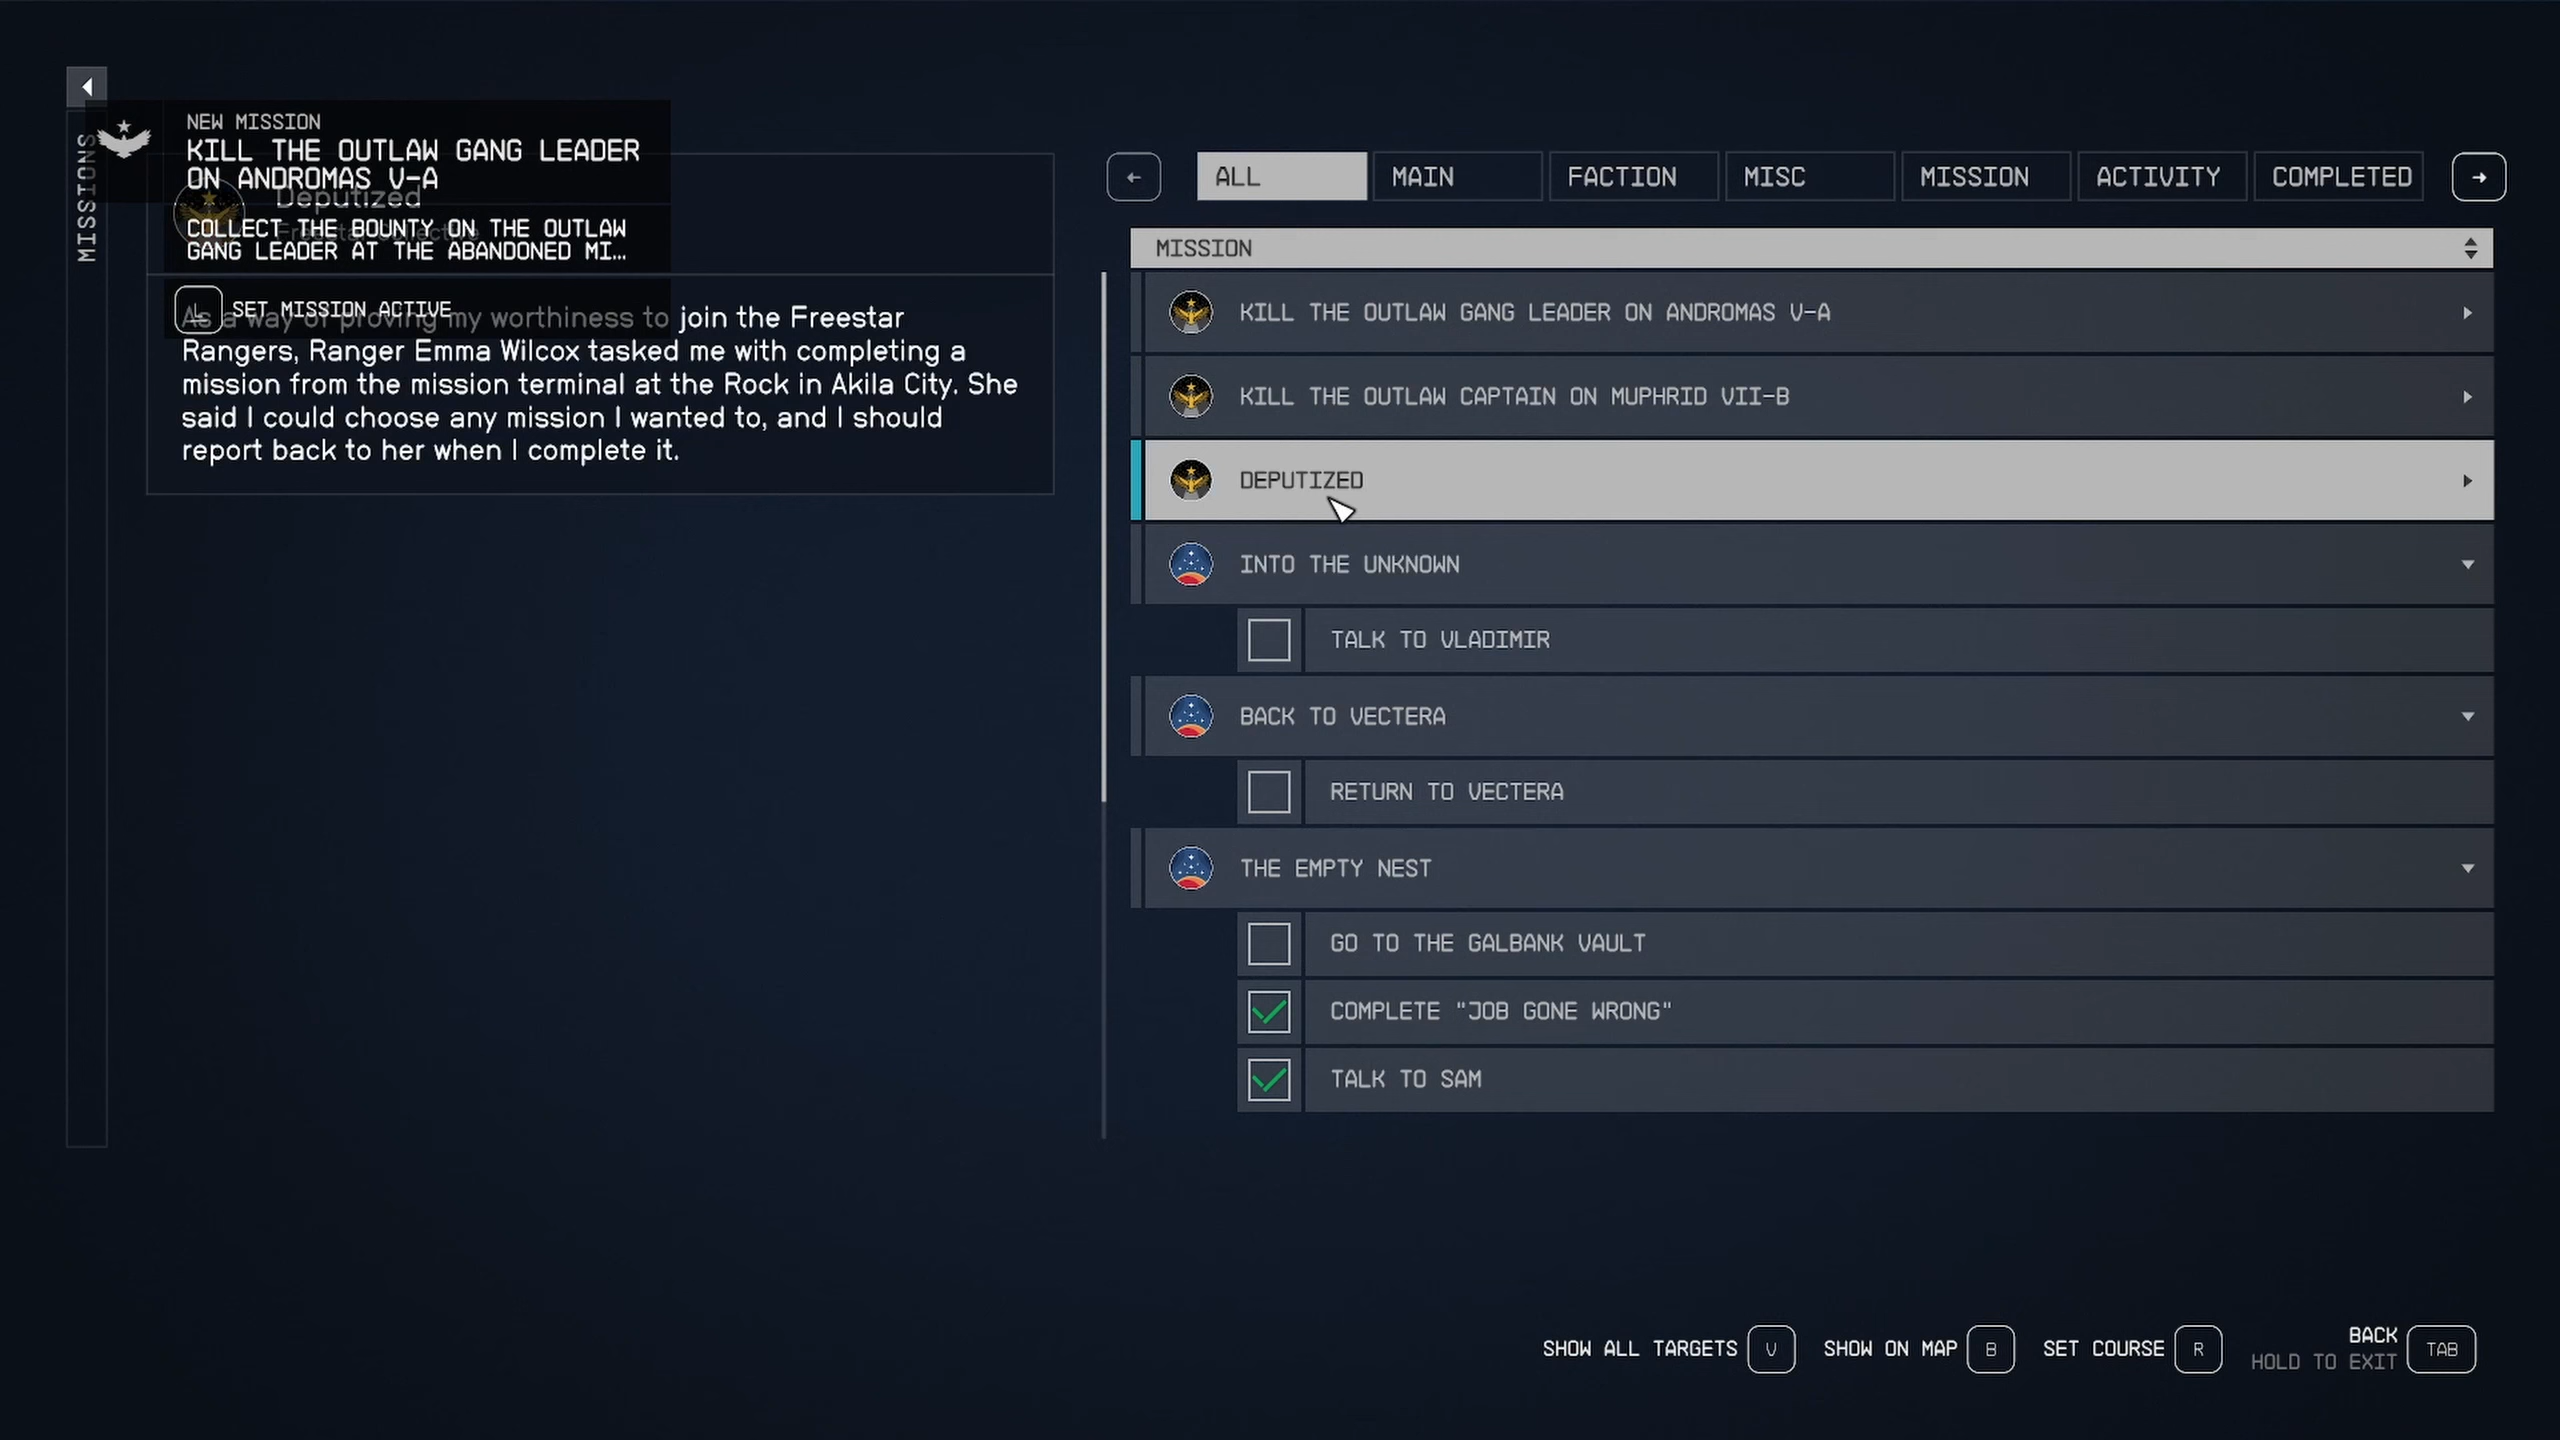 MISSIONS
NEW MISSION
KILL THE OUTLAW GANG LEADER
ON ANDROMAS V-A
Deputized
Freestar Collective
COLLECT THE BOUNTY ON THE OUTLAW
GANG LEADER AT THE ABANDONED MI...
L SET MISSION ACTIVE
As a way of proving my worthiness to join the Freestar
Rangers, Ranger Emma Wilcox tasked me with completing a
mission from the mission terminal at the Rock in Akila City. She
said I could choose any mission I wanted to, and I should
report back to her when I complete it.
ALL MAIN FACTION MISC MISSION ACTIVITY COMPLETED
MISSION
KILL THE OUTLAW GANG LEADER ON ANDROMAS V-A
KILL THE OUTLAW CAPTAIN ON MUPHRID VII-B
DEPUTIZED
INTO THE UNKNOWN
TALK TO VLADIMIR
BACK TO VECTERA
RETURN TO VECTERA
THE EMPTY NEST
GO TO THE GALBANK VAULT
COMPLETE "JOB GONE WRONG"
TALK TO SAM
SHOW ALL TARGETS V SHOW ON MAP B SET COURSE R BACK TAB
HOLD TO EXIT